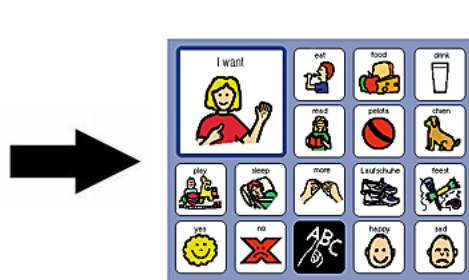 I want
eat
food
drink
read
pelota
chien
play
sleep
more
Laufschuhe
feest
yes
no
ABC
happy
sad